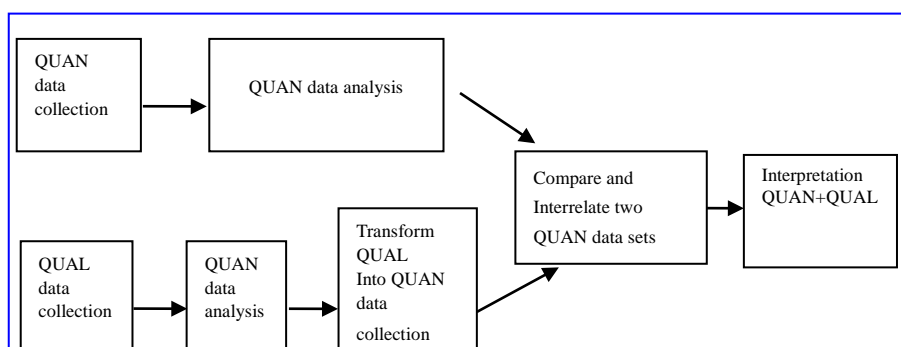 QUAN
data
collection
QUAN data analysis
Compare and
Interrelate two
QUAN data sets
Interpretation
QUAN+QUAL
QUAL
data
collection
QUAN
data
analysis
Transform
QUAL
Into QUAN
data
collection